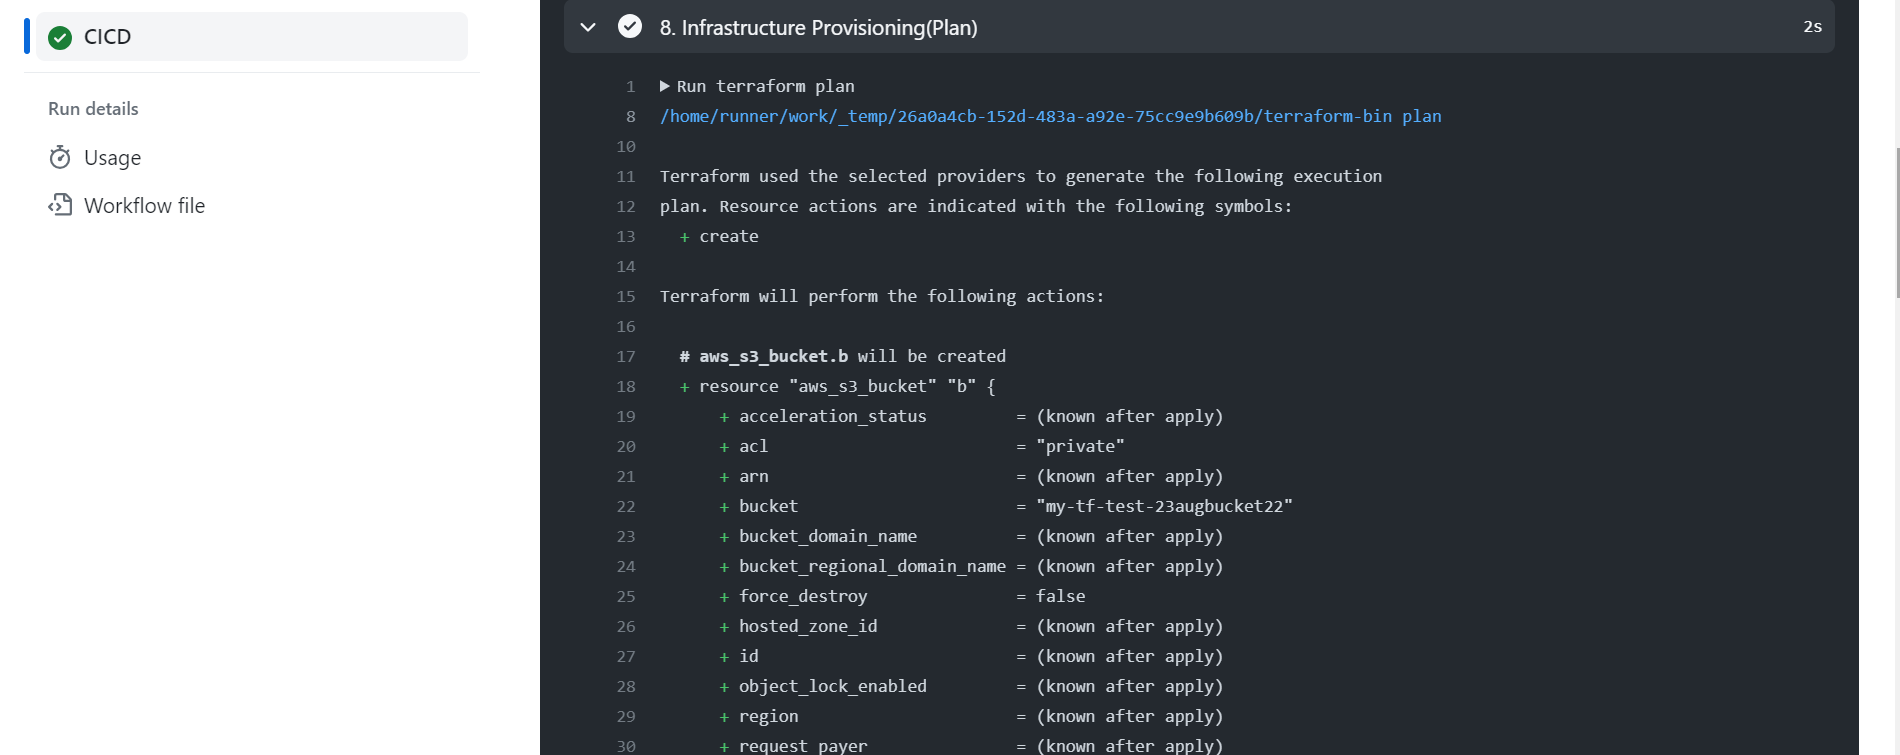 CICD
Run details
Usage
Workflow file
8. Infrastructure Provisioning(Plan) 2s
1 Run terraform plan
8 /home/runner/work/_temp/26a0a4cb-152d-483a-a92e-75cc9e9b609b/terraform-bin plan
10
11 Terraform used the selected providers to generate the following execution
12 plan. Resource actions are indicated with the following symbols:
13 + create
14
15 Terraform will perform the following actions:
16
17 # aws_s3_bucket.b will be created
18 + resource "aws_s3_bucket" "b" {
19 + acceleration_status = (known after apply)
20 + acl = "private"
21 + arn = (known after apply)
22 + bucket = "my-tf-test-23augbucket22"
23 + bucket_domain_name = (known after apply)
24 + bucket_regional_domain_name = (known after apply)
25 + force_destroy = false
26 + hosted_zone_id = (known after apply)
27 + id = (known after apply)
28 + object_lock_enabled = (known after apply)
29 + region = (known after apply)
30 + request_payer = (known after apply)